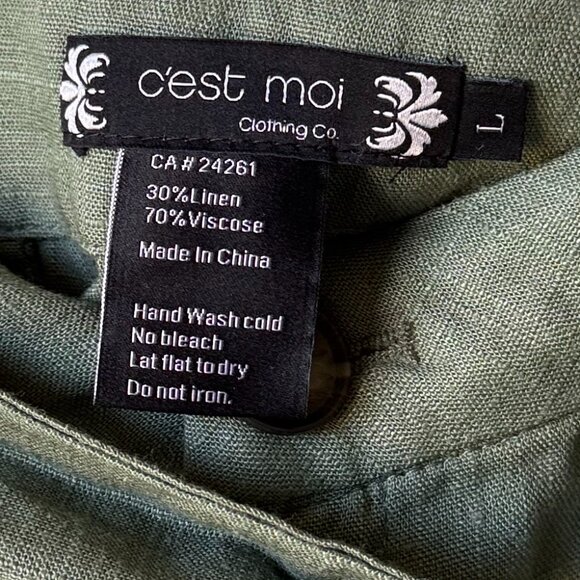 c'est moi
Clothing Co.
L
CA # 24261
30%Linen
70%Viscose
Made In China
Hand Wash cold
No bleach
Lat flat to dry
Do not iron.